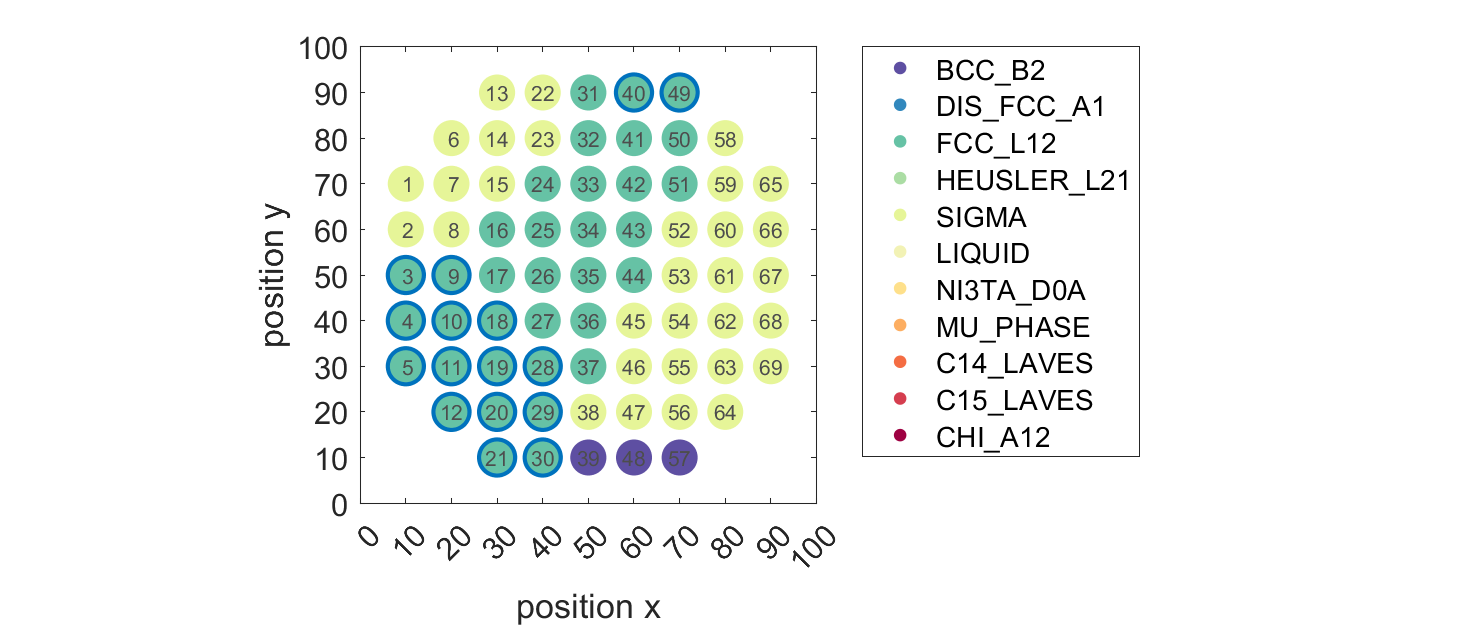 100
90
80
70
60
50
40
30
20
10
0
position y
13 22 31 40 49
6 14 23 32 41 50 58
1 7 15 24 33 42 51 59 65
2 8 16 25 34 43 52 60 66
3 9 17 26 35 44 53 61 67
4 10 18 27 36 45 54 62 68
5 11 19 28 37 46 55 63 69
12 20 29 38 47 56 64
21 30 39 48 57
0 10 20 30 40 50 60 70 80 90 100
position x
BCC_B2
DIS_FCC_A1
FCC_L12
HEUSLER_L21
SIGMA
LIQUID
NI3TA_D0A
MU_PHASE
C14_LAVES
C15_LAVES
CHI_A12